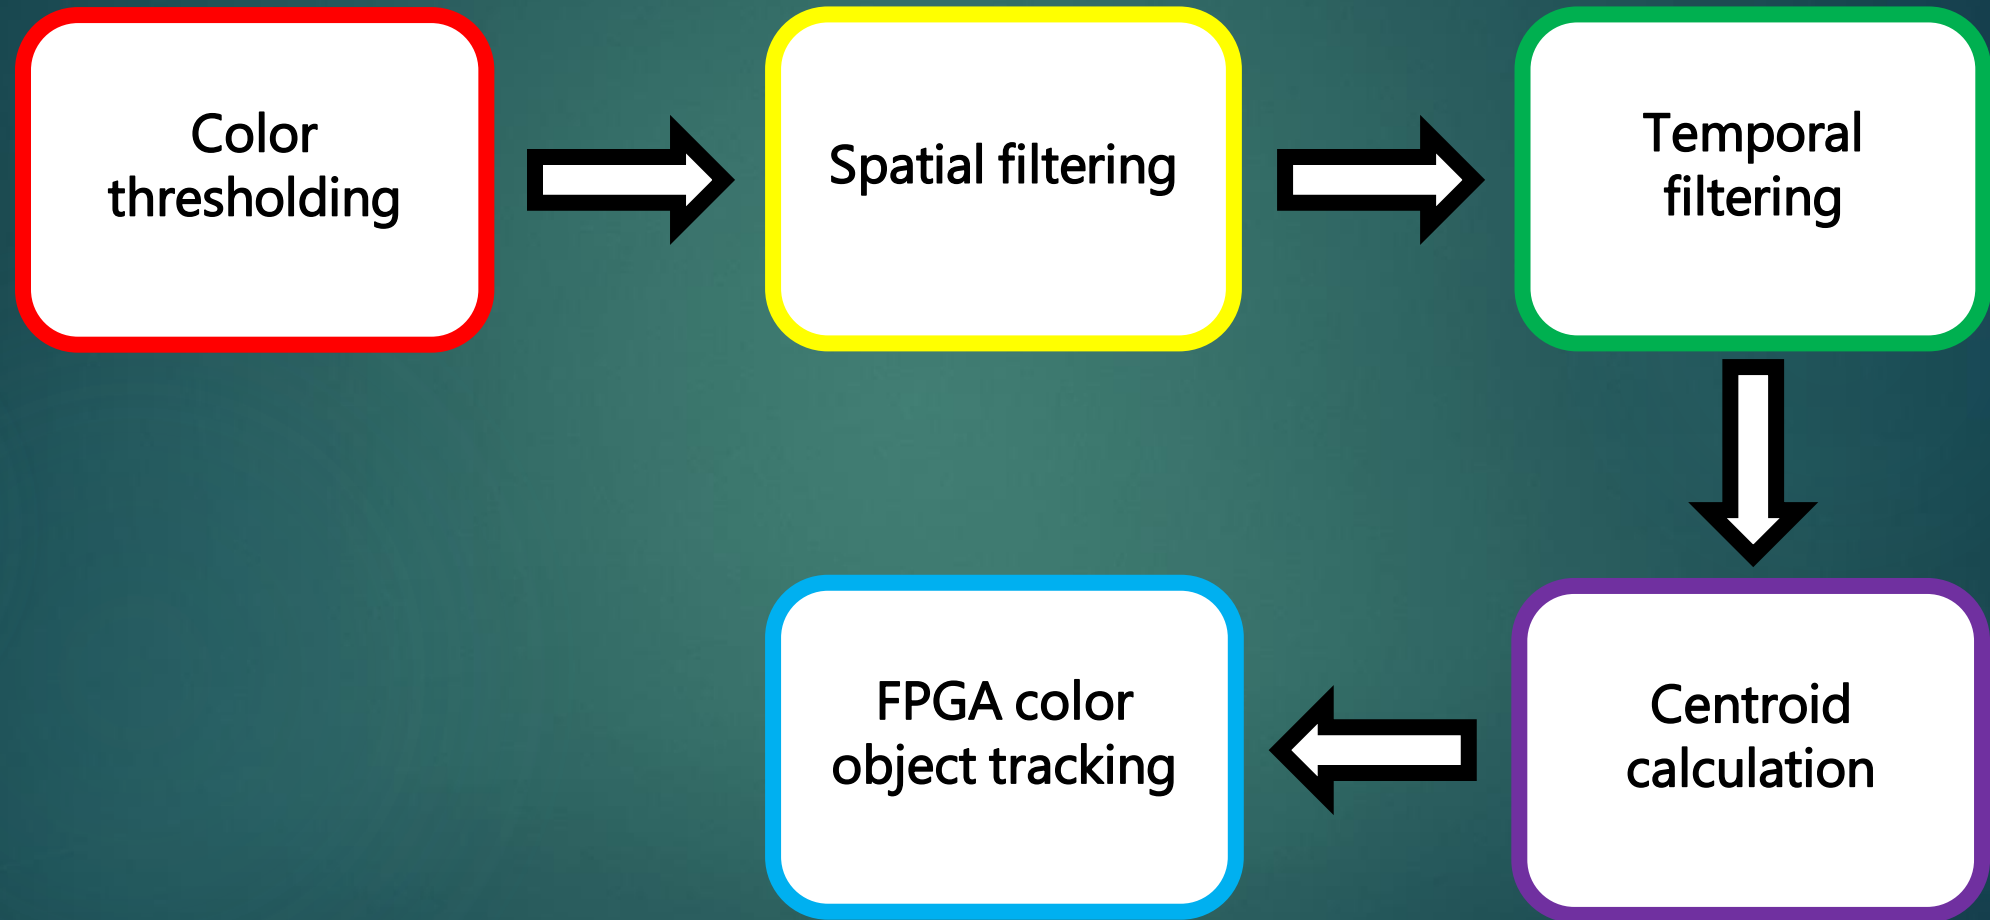 Color
thresholding
Spatial filtering
Temporal
filtering
Centroid
calculation
FPGA color
object tracking